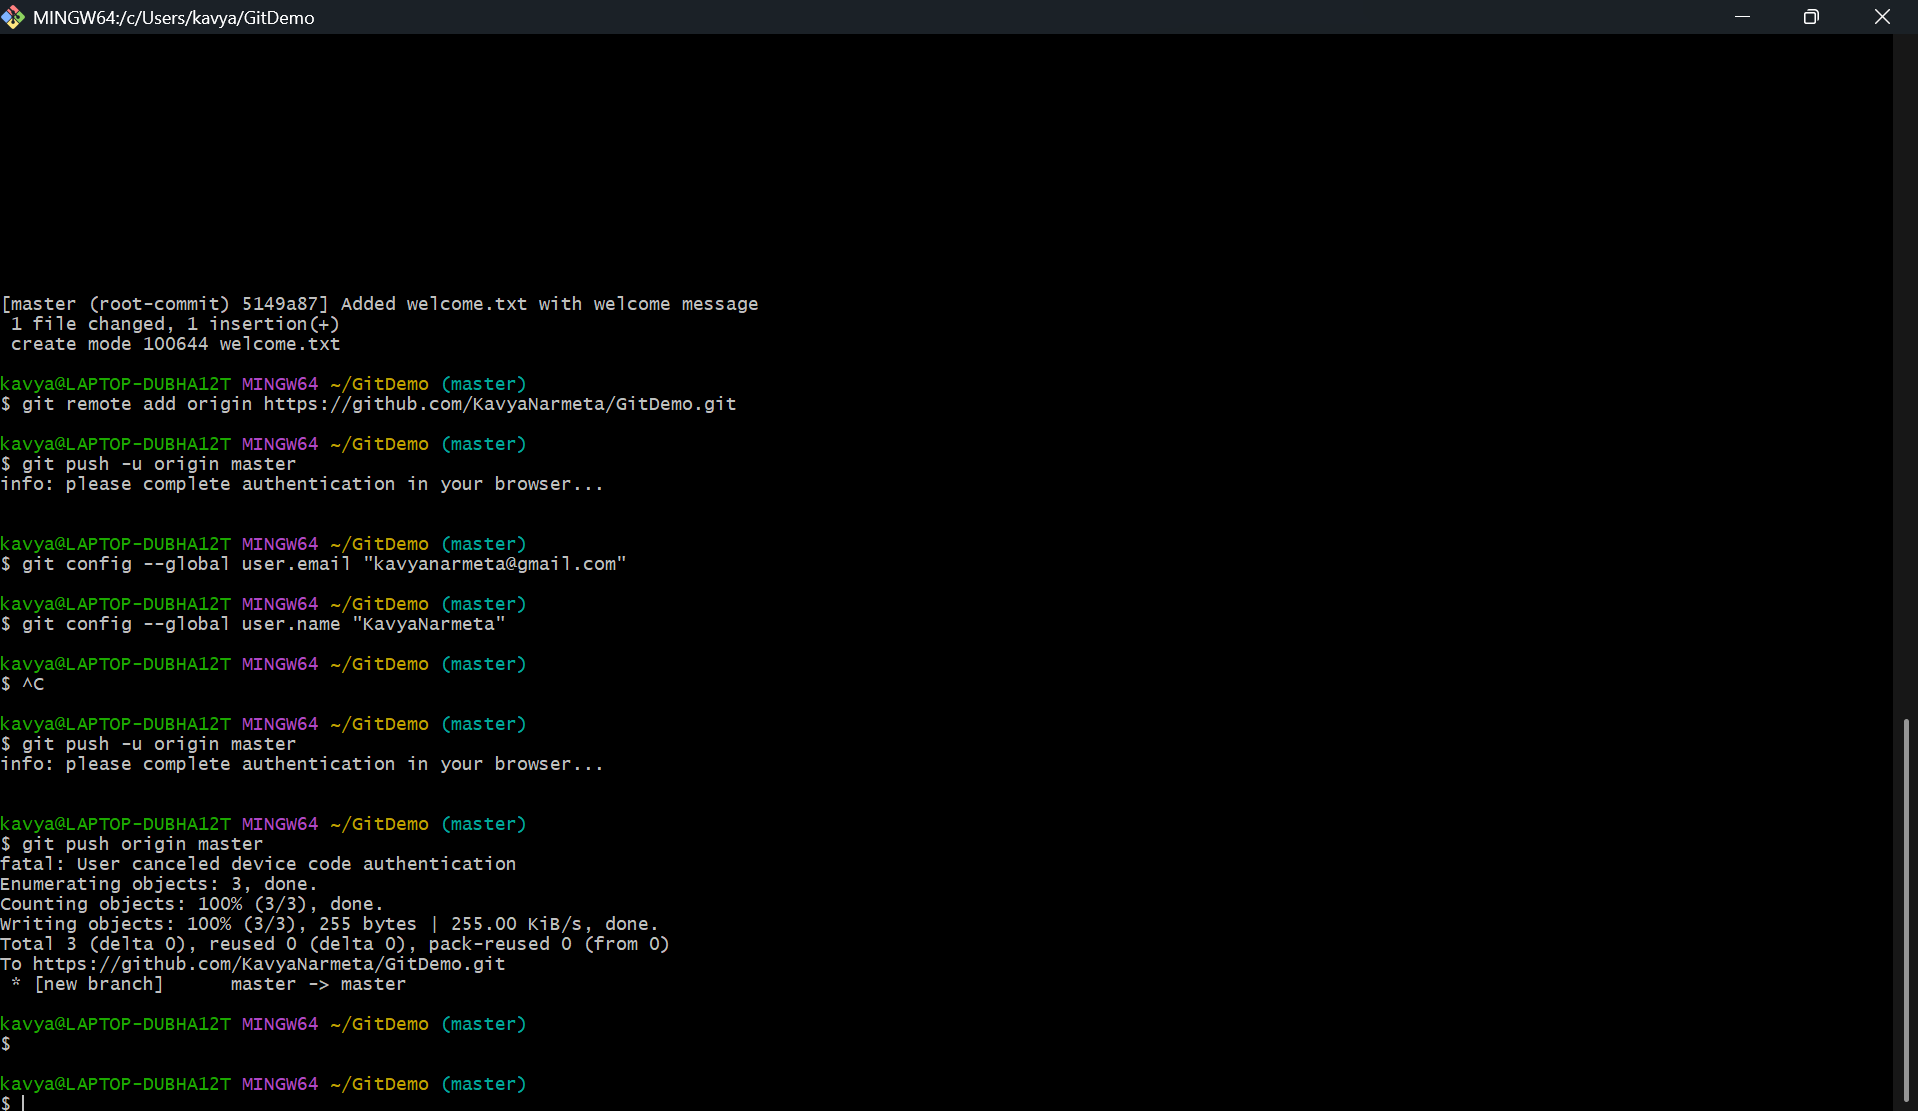 MINGW64:/c/Users/kavya/GitDemo
[master (root-commit) 5149a87] Added welcome.txt with welcome message
 1 file changed, 1 insertion(+)
 create mode 100644 welcome.txt
kavya@LAPTOP-DUBHA12T MINGW64 ~/GitDemo (master)
$ git remote add origin https://github.com/KavyaNarmeta/GitDemo.git
kavya@LAPTOP-DUBHA12T MINGW64 ~/GitDemo (master)
$ git push -u origin master
info: please complete authentication in your browser...
kavya@LAPTOP-DUBHA12T MINGW64 ~/GitDemo (master)
$ git config --global user.email "kavyanarmeta@gmail.com"
kavya@LAPTOP-DUBHA12T MINGW64 ~/GitDemo (master)
$ git config --global user.name "KavyaNarmeta"
kavya@LAPTOP-DUBHA12T MINGW64 ~/GitDemo (master)
$ ^C
kavya@LAPTOP-DUBHA12T MINGW64 ~/GitDemo (master)
$ git push -u origin master
info: please complete authentication in your browser...
kavya@LAPTOP-DUBHA12T MINGW64 ~/GitDemo (master)
$ git push origin master
fatal: User canceled device code authentication
Enumerating objects: 3, done.
Counting objects: 100% (3/3), done.
Writing objects: 100% (3/3), 255 bytes | 255.00 KiB/s, done.
Total 3 (delta 0), reused 0 (delta 0), pack-reused 0 (from 0)
To https://github.com/KavyaNarmeta/GitDemo.git
 * [new branch]      master -> master
kavya@LAPTOP-DUBHA12T MINGW64 ~/GitDemo (master)
$
kavya@LAPTOP-DUBHA12T MINGW64 ~/GitDemo (master)
$